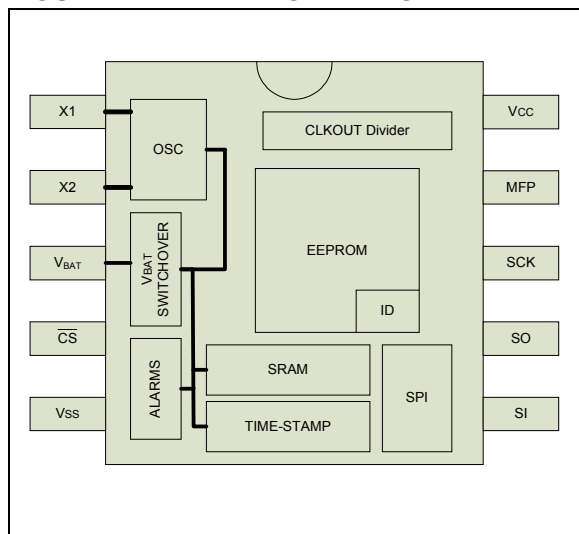 X1
X2
VBAT
CS
Vss
OSC
VBAT
SWITCHOVER
ALARMS
CLKOUT Divider
EEPROM
ID
SRAM
TIME-STAMP
SPI
Vcc
MFP
SCK
SO
SI